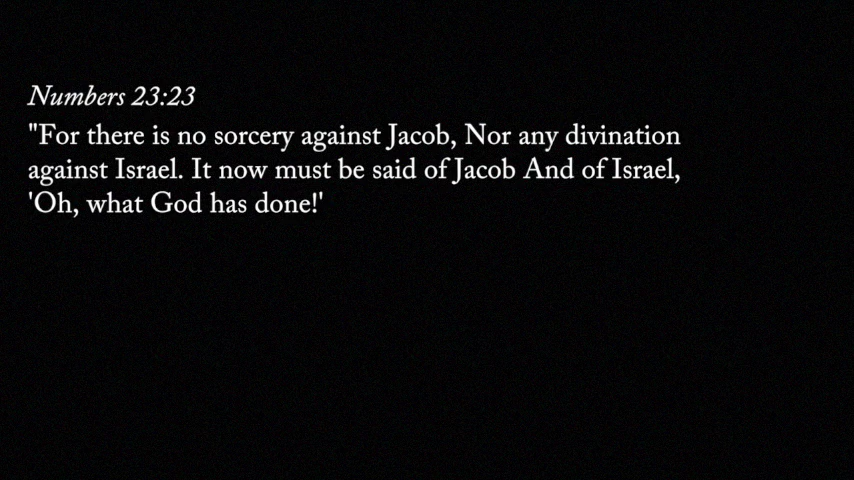 Numbers 23:23
"For there is no sorcery against Jacob, Nor any divination
against Israel. It now must be said of Jacob And of Israel,
'Oh, what God has done!'